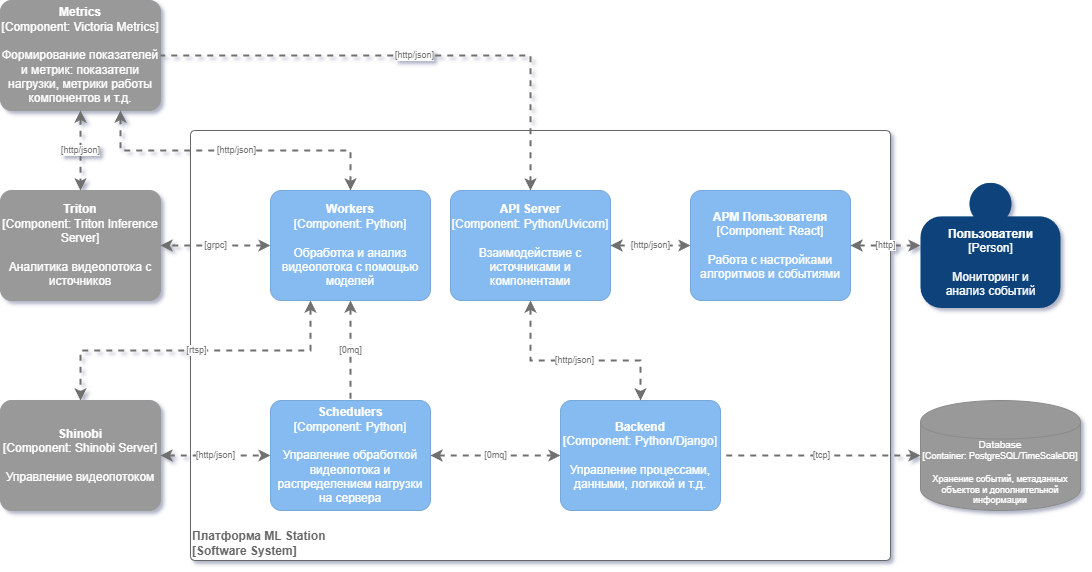 Metrics
[Component: Victoria Metrics]
Формирование показателей
и метрик: показатели
нагрузки, метрики работы
компонентов и т.д.
[http/json]
[http/json]
[http/json]
Triton
[Component: Triton Inference
Server]
Аналитика видеопотока с
источников
[grpc]
Workers
[Component: Python]
Обработка и анализ
видеопотока с помощью
моделей
API Server
[Component: Python/Uvicorn]
Взаимодействие с
источниками и
компонентами
[http/json]
АРМ Пользователя
[Component: React]
Работа с настройками
алгоритмов и событиями
[http]
Пользователи
[Person]
Мониторинг и
анализ событий
[rtsp]
[0mq]
[http/json]
Shinobi
[Component: Shinobi Server]
Управление видеопотоком
[http/json]
Schedulers
[Component: Python]
Управление обработкой
видеопотока и
распределением нагрузки
на сервера
[0mq]
Backend
[Component: Python/Django]
Управление процессами,
данными, логикой и т.д.
[tcp]
Database
[Container: PostgreSQL/TimeScaleDB]
Хранение событий, метаданных
объектов и дополнительной
информации
Платформа ML Station
[Software System]